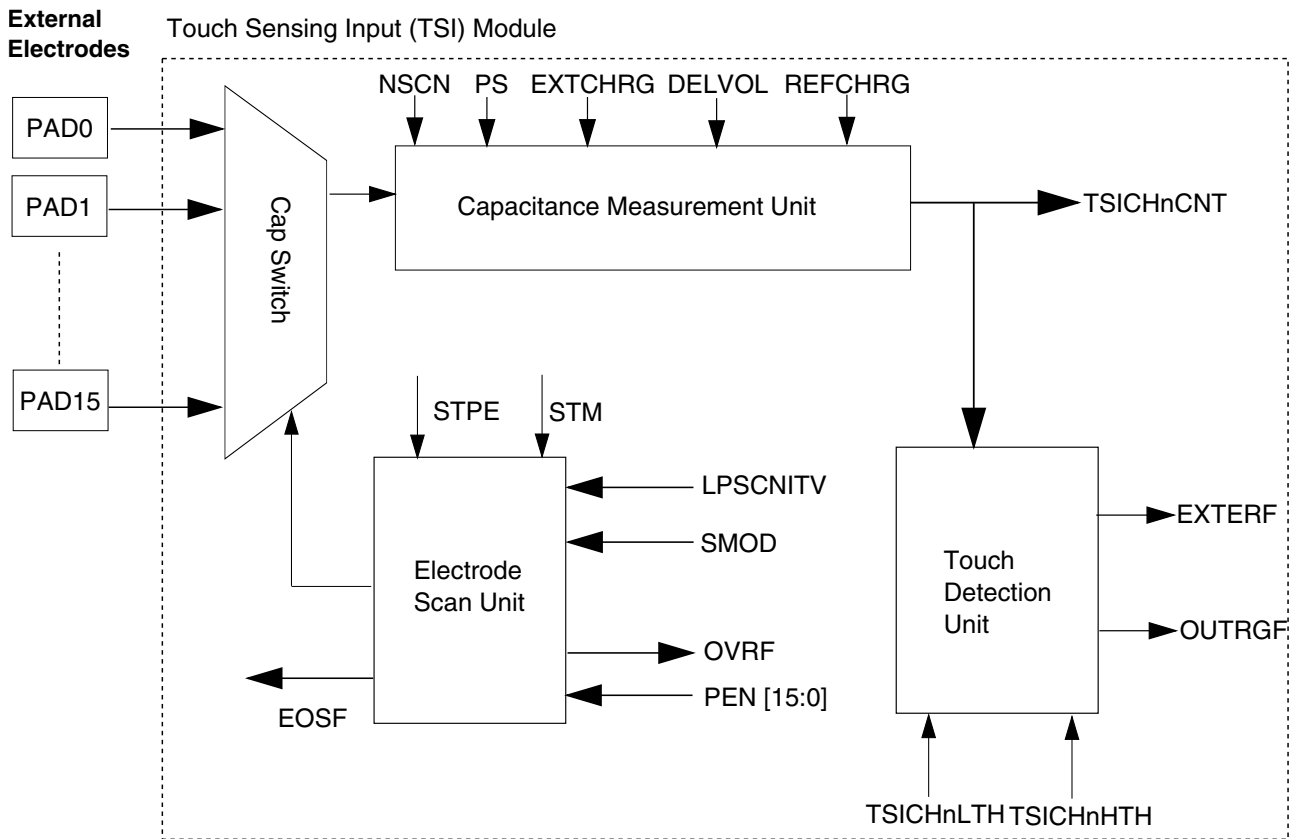 External
Electrodes
Touch Sensing Input (TSI) Module
NSCN PS EXTCHRG DELVOL REFCHRG
PAD0
PAD1
PAD15
Cap Switch
Capacitance Measurement Unit
TSICHnCNT
STPE
STM
LPSCNITV
SMOD
Electrode
Scan Unit
OVRF
PEN [15:0]
EOSF
Touch
Detection
Unit
EXTERF
OUTRGF
TSICHnLTH TSICHnHTH